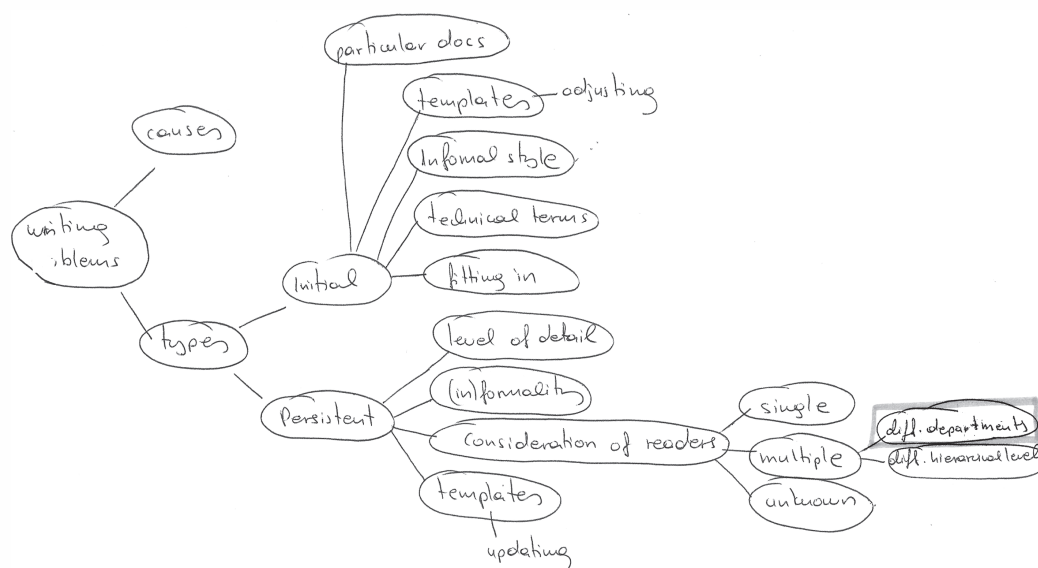 particular docs
templates
adjusting
causes
Informal style
technical terms
writing
.blems
Initial
fitting in
types
level of detail
(in)formality
Persistent
Consideration of readers
single
multiple
diff. departments
diff. hierarchical level
unknown
templates
updating